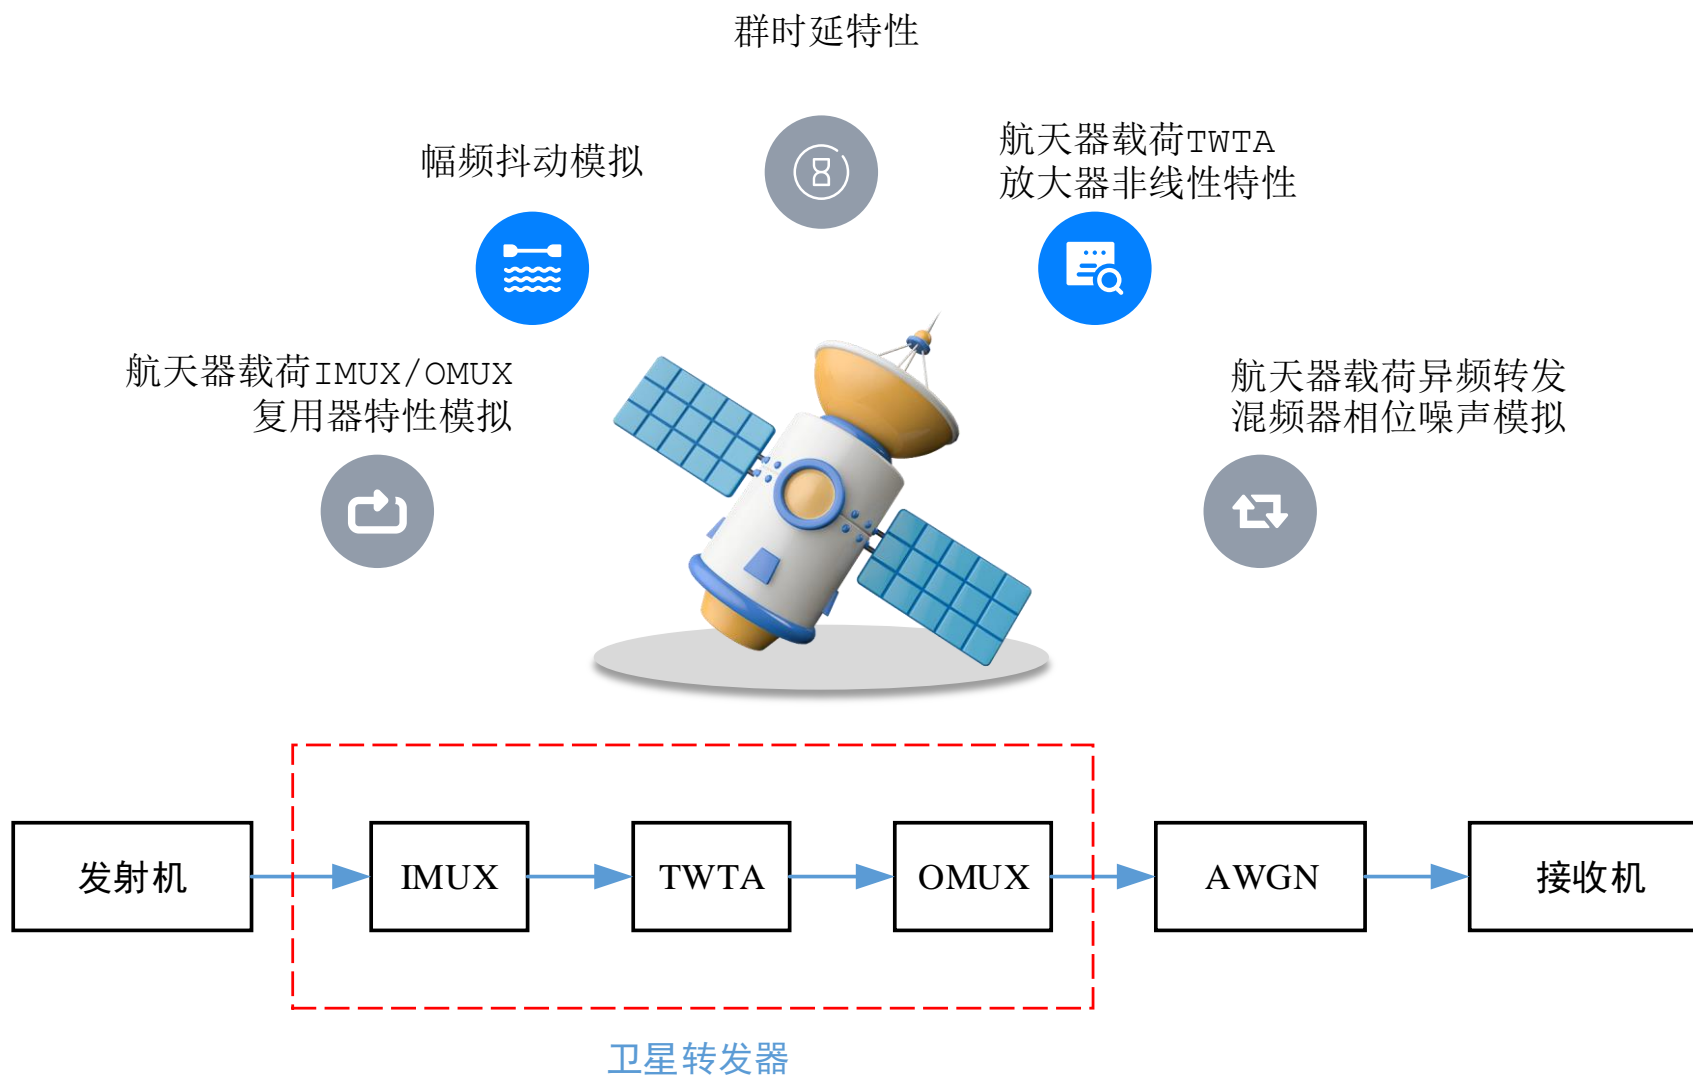 群时延特性
幅频抖动模拟
航天器载荷TWTA
放大器非线性特性
航天器载荷IMUX/OMUX
复用器特性模拟
航天器载荷异频转发
混频器相位噪声模拟
发射机
IMUX
TWTA
OMUX
AWGN
接收机
卫星转发器